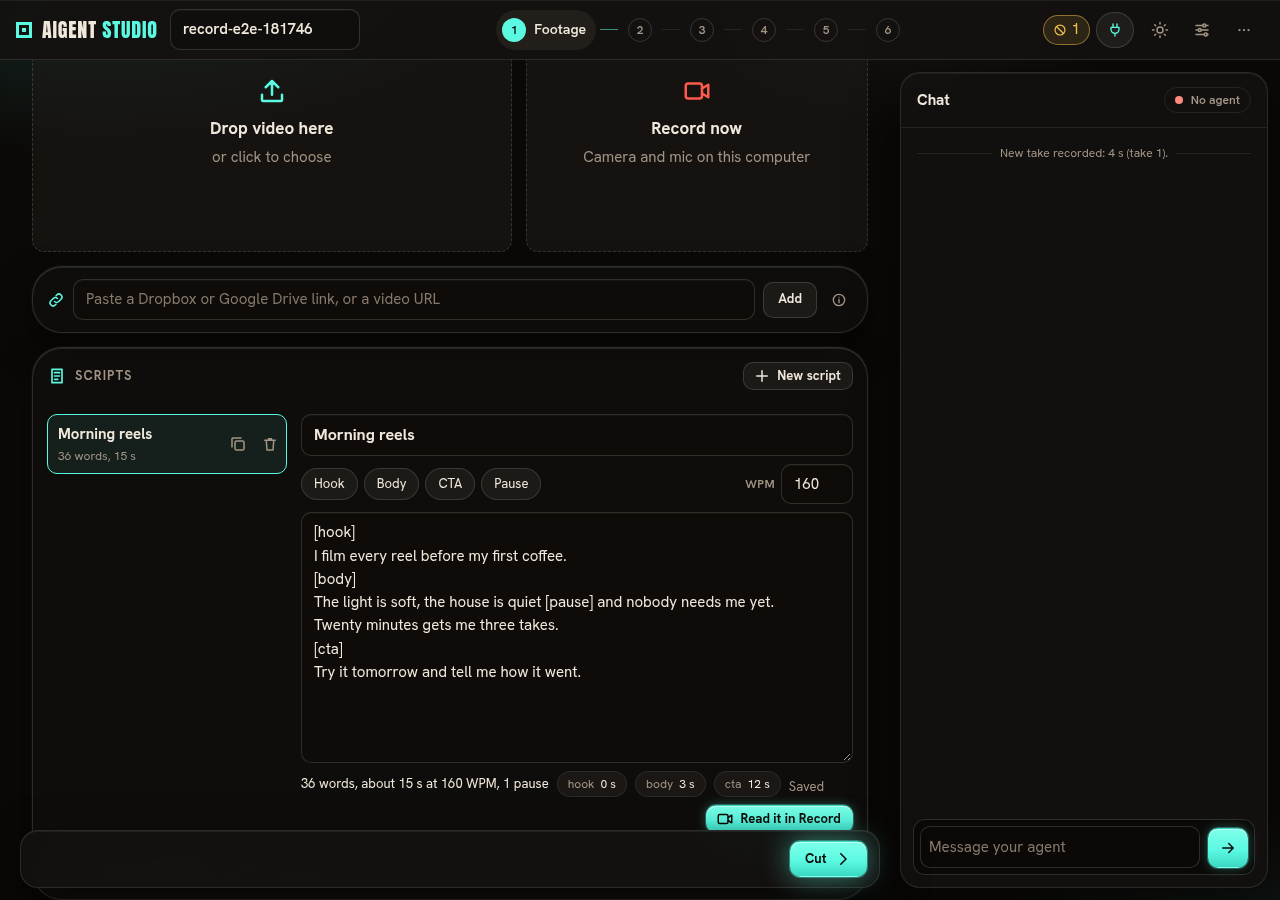 AIGENT STUDIO
record-e2e-181746
1 Footage 2 3 4 5 6
1
Drop video here
or click to choose
Record now
Camera and mic on this computer
Paste a Dropbox or Google Drive link, or a video URL
Add
SCRIPTS
New script
Morning reels
36 words, 15 s
Morning reels
Hook Body CTA Pause
WPM 160
[hook]
I film every reel before my first coffee.
[body]
The light is soft, the house is quiet [pause] and nobody needs me yet.
Twenty minutes gets me three takes.
[cta]
Try it tomorrow and tell me how it went.
36 words, about 15 s at 160 WPM, 1 pause hook 0 s body 3 s cta 12 s Saved
Read it in Record
Cut
Chat
No agent
New take recorded: 4 s (take 1).
Message your agent